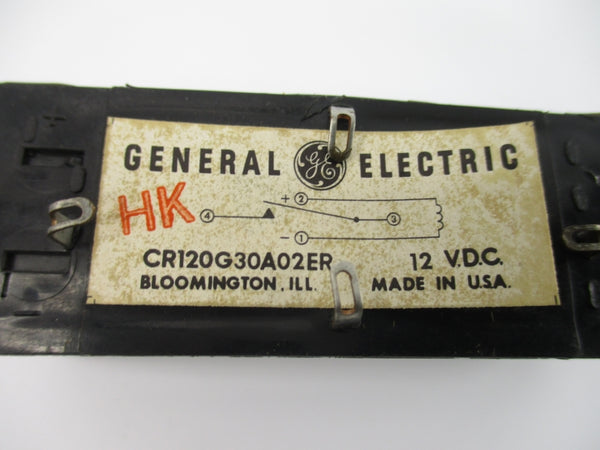 GENERAL GE ELECTRIC
HK
+ 2
4 3
- 1
CR120G30A02ER 12 V.D.C.
BLOOMINGTON, ILL. MADE IN U.S.A.